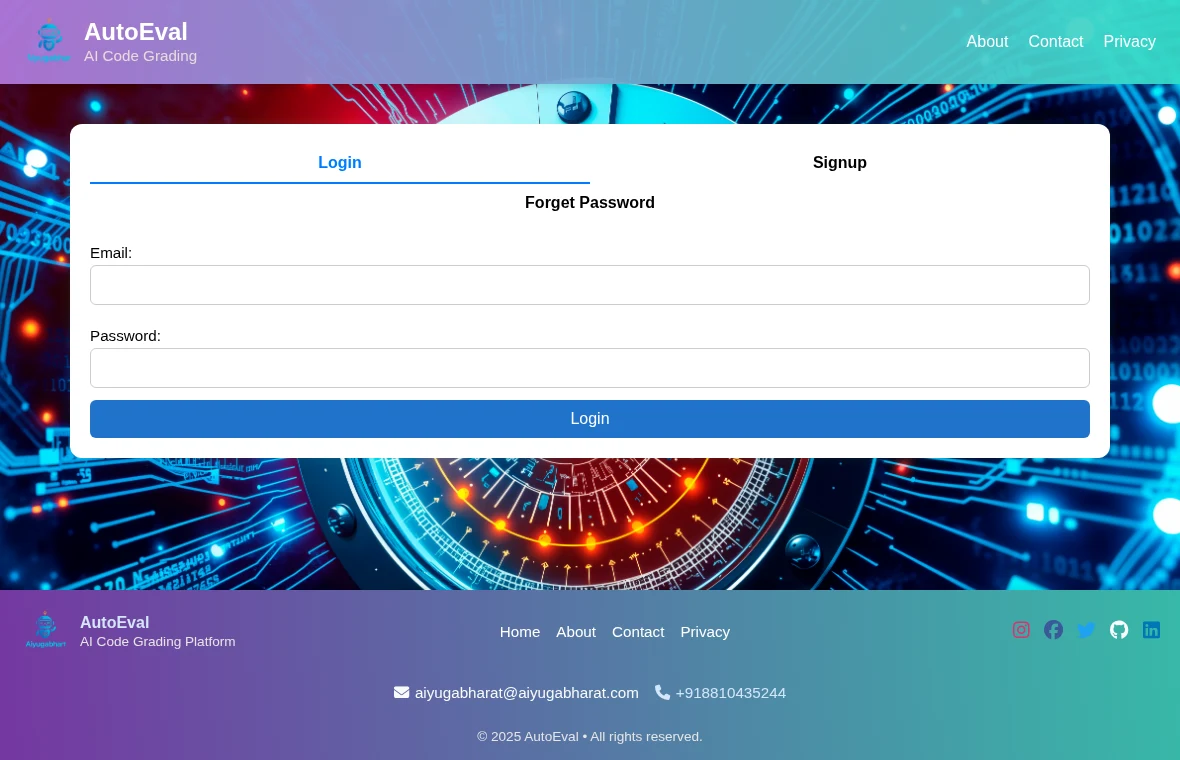 AutoEval
AI Code Grading
About Contact Privacy
Login Signup
Forget Password
Email:
Password:
Login
AutoEval
AI Code Grading Platform
Aiyugabharat
Home About Contact Privacy
aiyugabharat@aiyugabharat.com +918810435244
© 2025 AutoEval • All rights reserved.